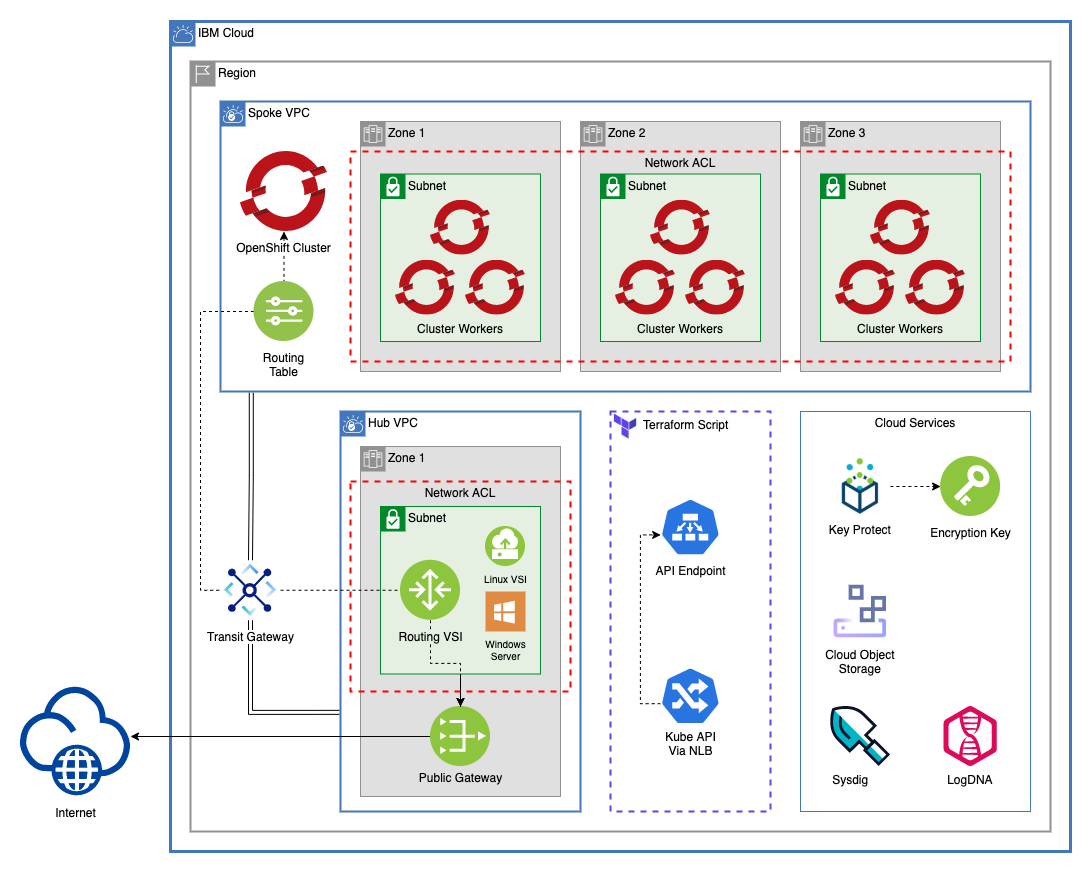 IBM Cloud
Region
Spoke VPC
Zone 1
Zone 2
Zone 3
Network ACL
Subnet
Subnet
Subnet
OpenShift Cluster
Cluster Workers
Cluster Workers
Cluster Workers
Routing
Table
Hub VPC
Zone 1
Network ACL
Subnet
Linux VSI
Routing VSI
Windows
Server
Transit Gateway
Public Gateway
Internet
Terraform Script
API Endpoint
Kube API
Via NLB
Cloud Services
Key Protect
Encryption Key
Cloud Object
Storage
Sysdig
LogDNA